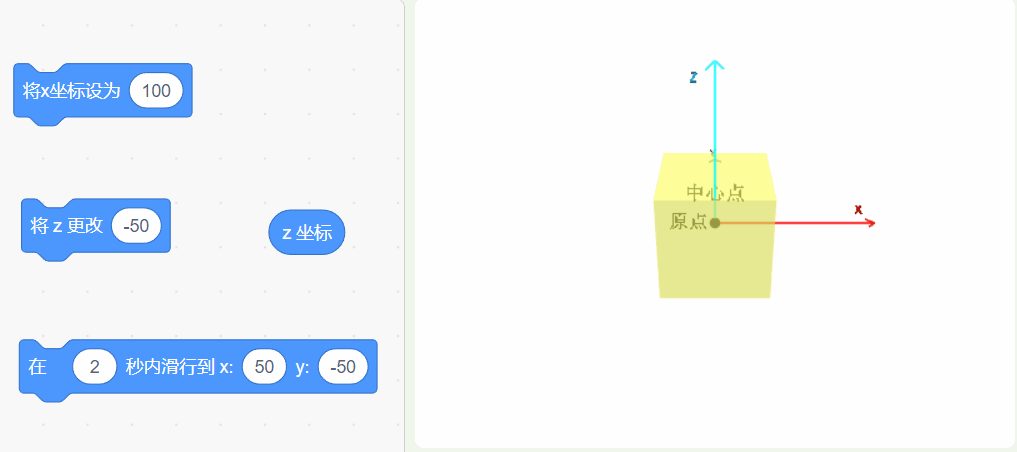 将x坐标设为 100
将 z 更改 -50
z 坐标
在 2 秒内滑行到 x: 50 y: -50
z
中心点
原点
x